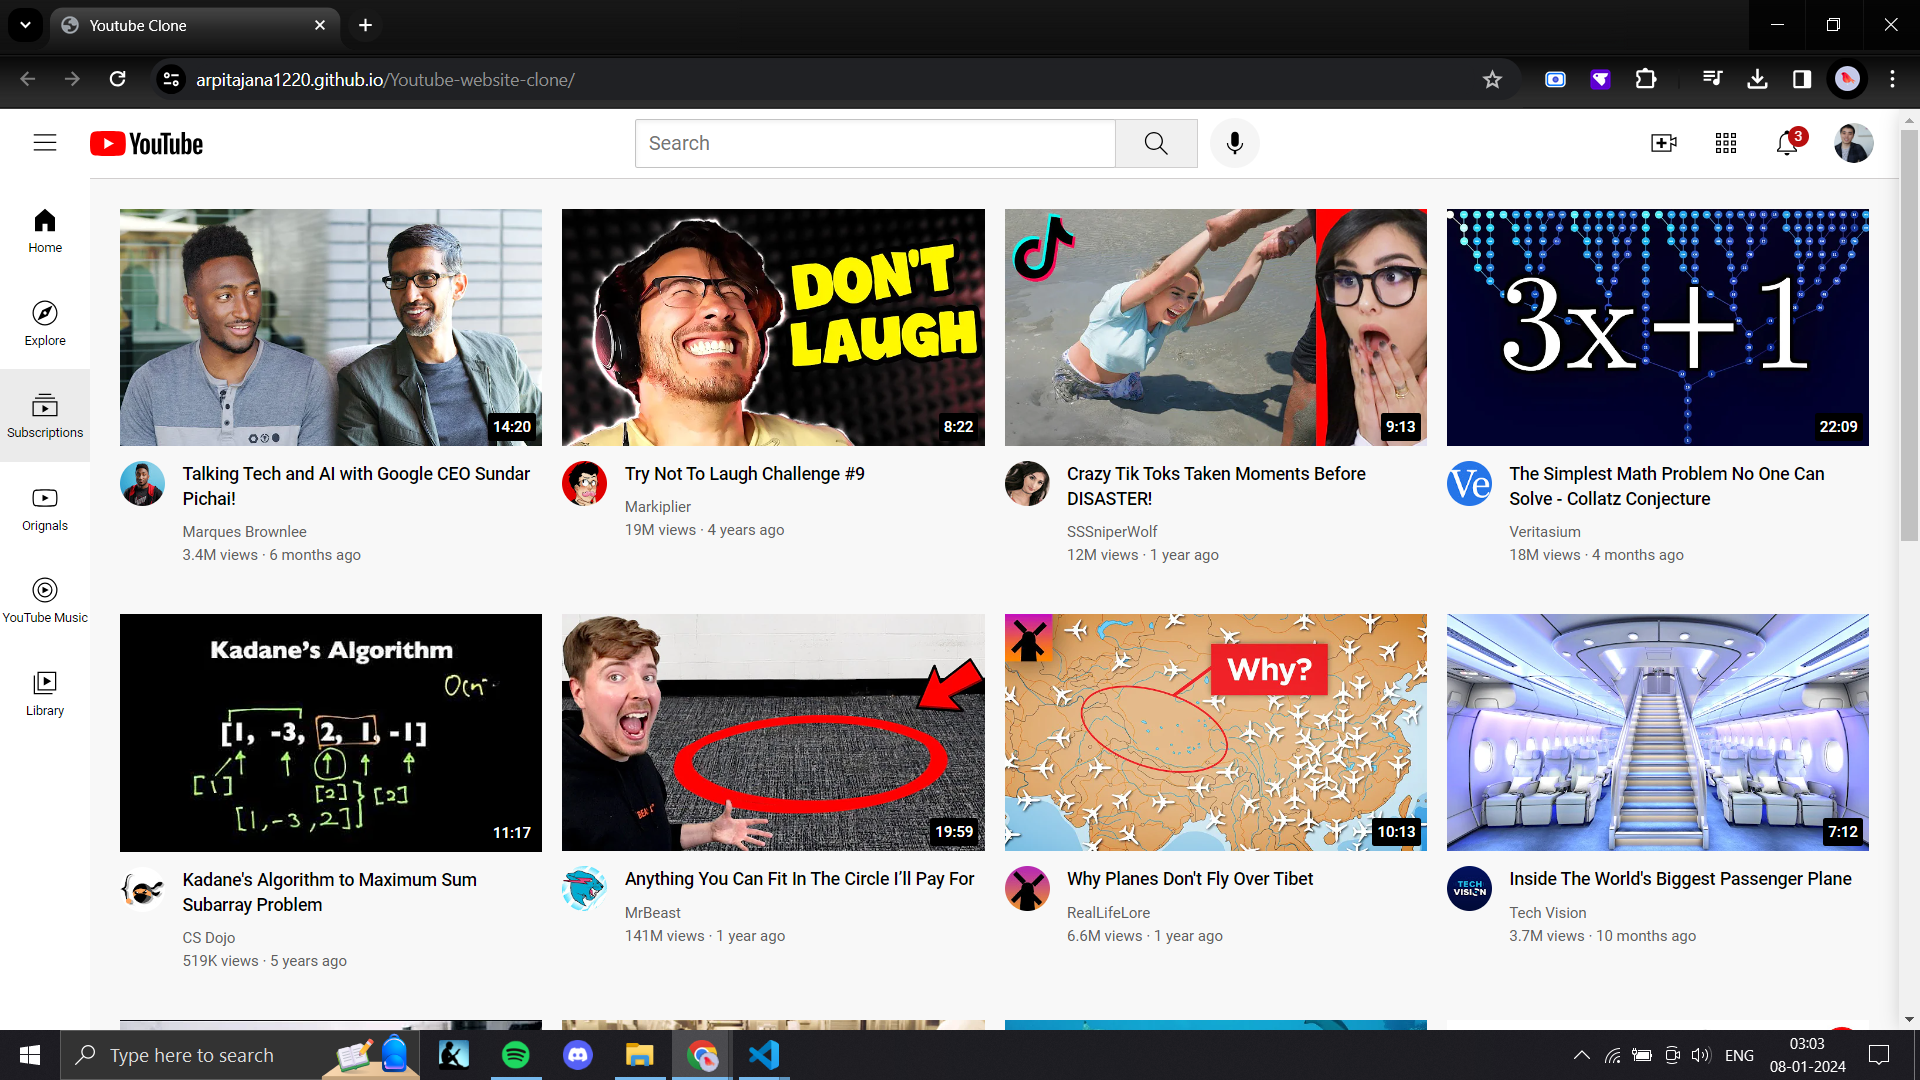 Youtube Clone
arpitajana1220.github.io/Youtube-website-clone/
YouTube
Search
3
Home
Explore
Subscriptions
Orignals
YouTube Music
Library
14:20
Talking Tech and AI with Google CEO Sundar
Pichai!
Marques Brownlee
3.4M views · 6 months ago
DON'T
LAUGH
8:22
Try Not To Laugh Challenge #9
Markiplier
19M views · 4 years ago
9:13
Crazy Tik Toks Taken Moments Before
DISASTER!
SSSniperWolf
12M views · 1 year ago
3x+1
22:09
Ve
The Simplest Math Problem No One Can
Solve - Collatz Conjecture
Veritasium
18M views · 4 months ago
Kadane's Algorithm
[1, -3, 2, 1, -1]
[1]
[2]
[2]
[1,-3,2]
11:17
Kadane's Algorithm to Maximum Sum
Subarray Problem
CS Dojo
519K views · 5 years ago
19:59
Anything You Can Fit In The Circle I’ll Pay For
MrBeast
141M views · 1 year ago
Why?
10:13
Why Planes Don't Fly Over Tibet
RealLifeLore
6.6M views · 1 year ago
7:12
TECH
VISION
Inside The World's Biggest Passenger Plane
Tech Vision
3.7M views · 10 months ago
Type here to search
ENG
03:03
08-01-2024